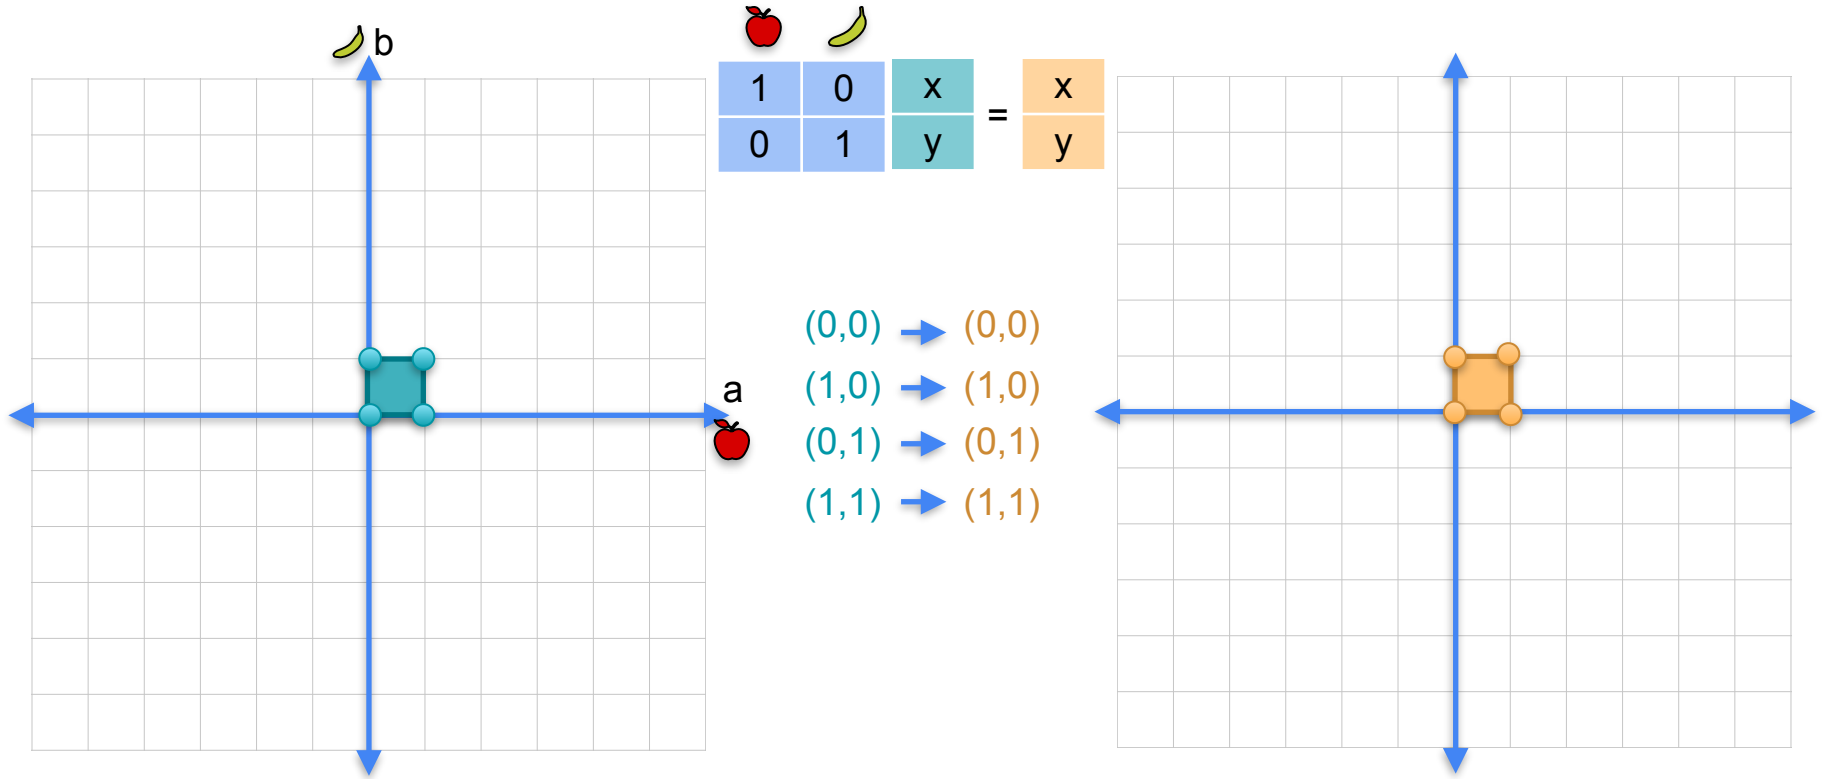 b
1 0 x = x
0 1 y y
a
(0,0) (0,0)
(1,0) (1,0)
(0,1) (0,1)
(1,1) (1,1)